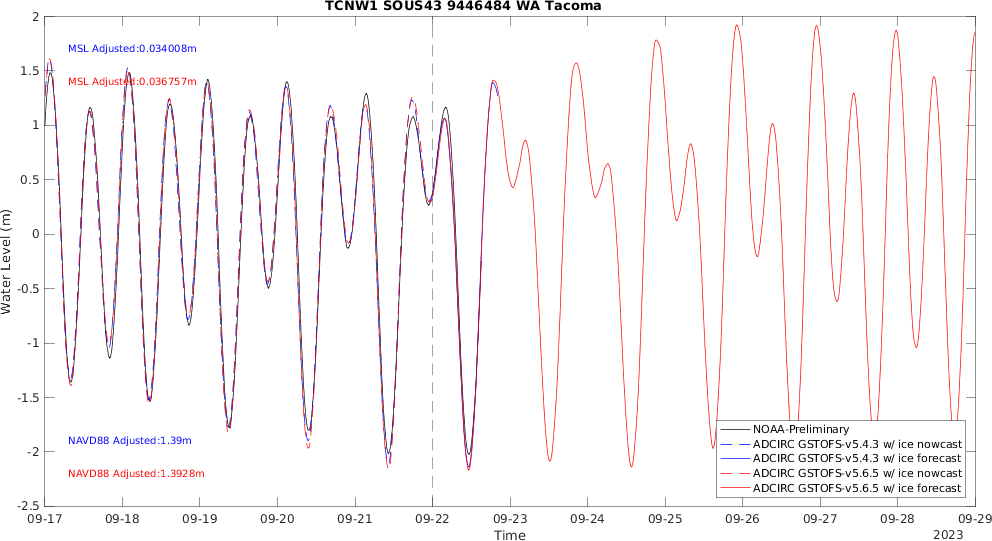 TCNW1 SOUS43 9446484 WA Tacoma
MSL Adjusted:0.034008m
MSL Adjusted:0.036757m
NAVD88 Adjusted:1.39m
NAVD88 Adjusted:1.3928m
Water Level (m)
2
1.5
1
0.5
0
-0.5
-1
-1.5
-2
-2.5
NOAA-Preliminary
ADCIRC GSTOFS-v5.4.3 w/ ice nowcast
ADCIRC GSTOFS-v5.4.3 w/ ice forecast
ADCIRC GSTOFS-v5.6.5 w/ ice nowcast
ADCIRC GSTOFS-v5.6.5 w/ ice forecast
09-17 09-18 09-19 09-20 09-21 09-22 09-23 09-24 09-25 09-26 09-27 09-28 09-29
Time
2023